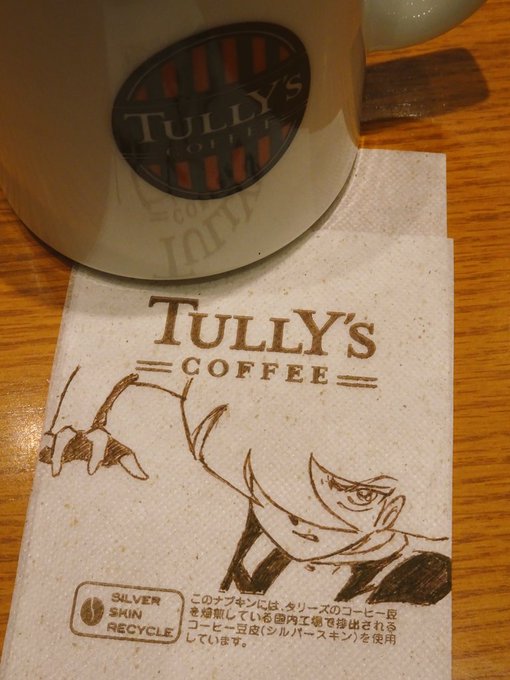 TULLY'S
COFFEE
TULLY'S
COFFEE
SILVER
SKIN
RECYCLE
このナプキンには、タリーズのコーヒー豆
を焙煎している国内工場で排出される
コーヒー豆皮(シルバースキン)を使用
しています。